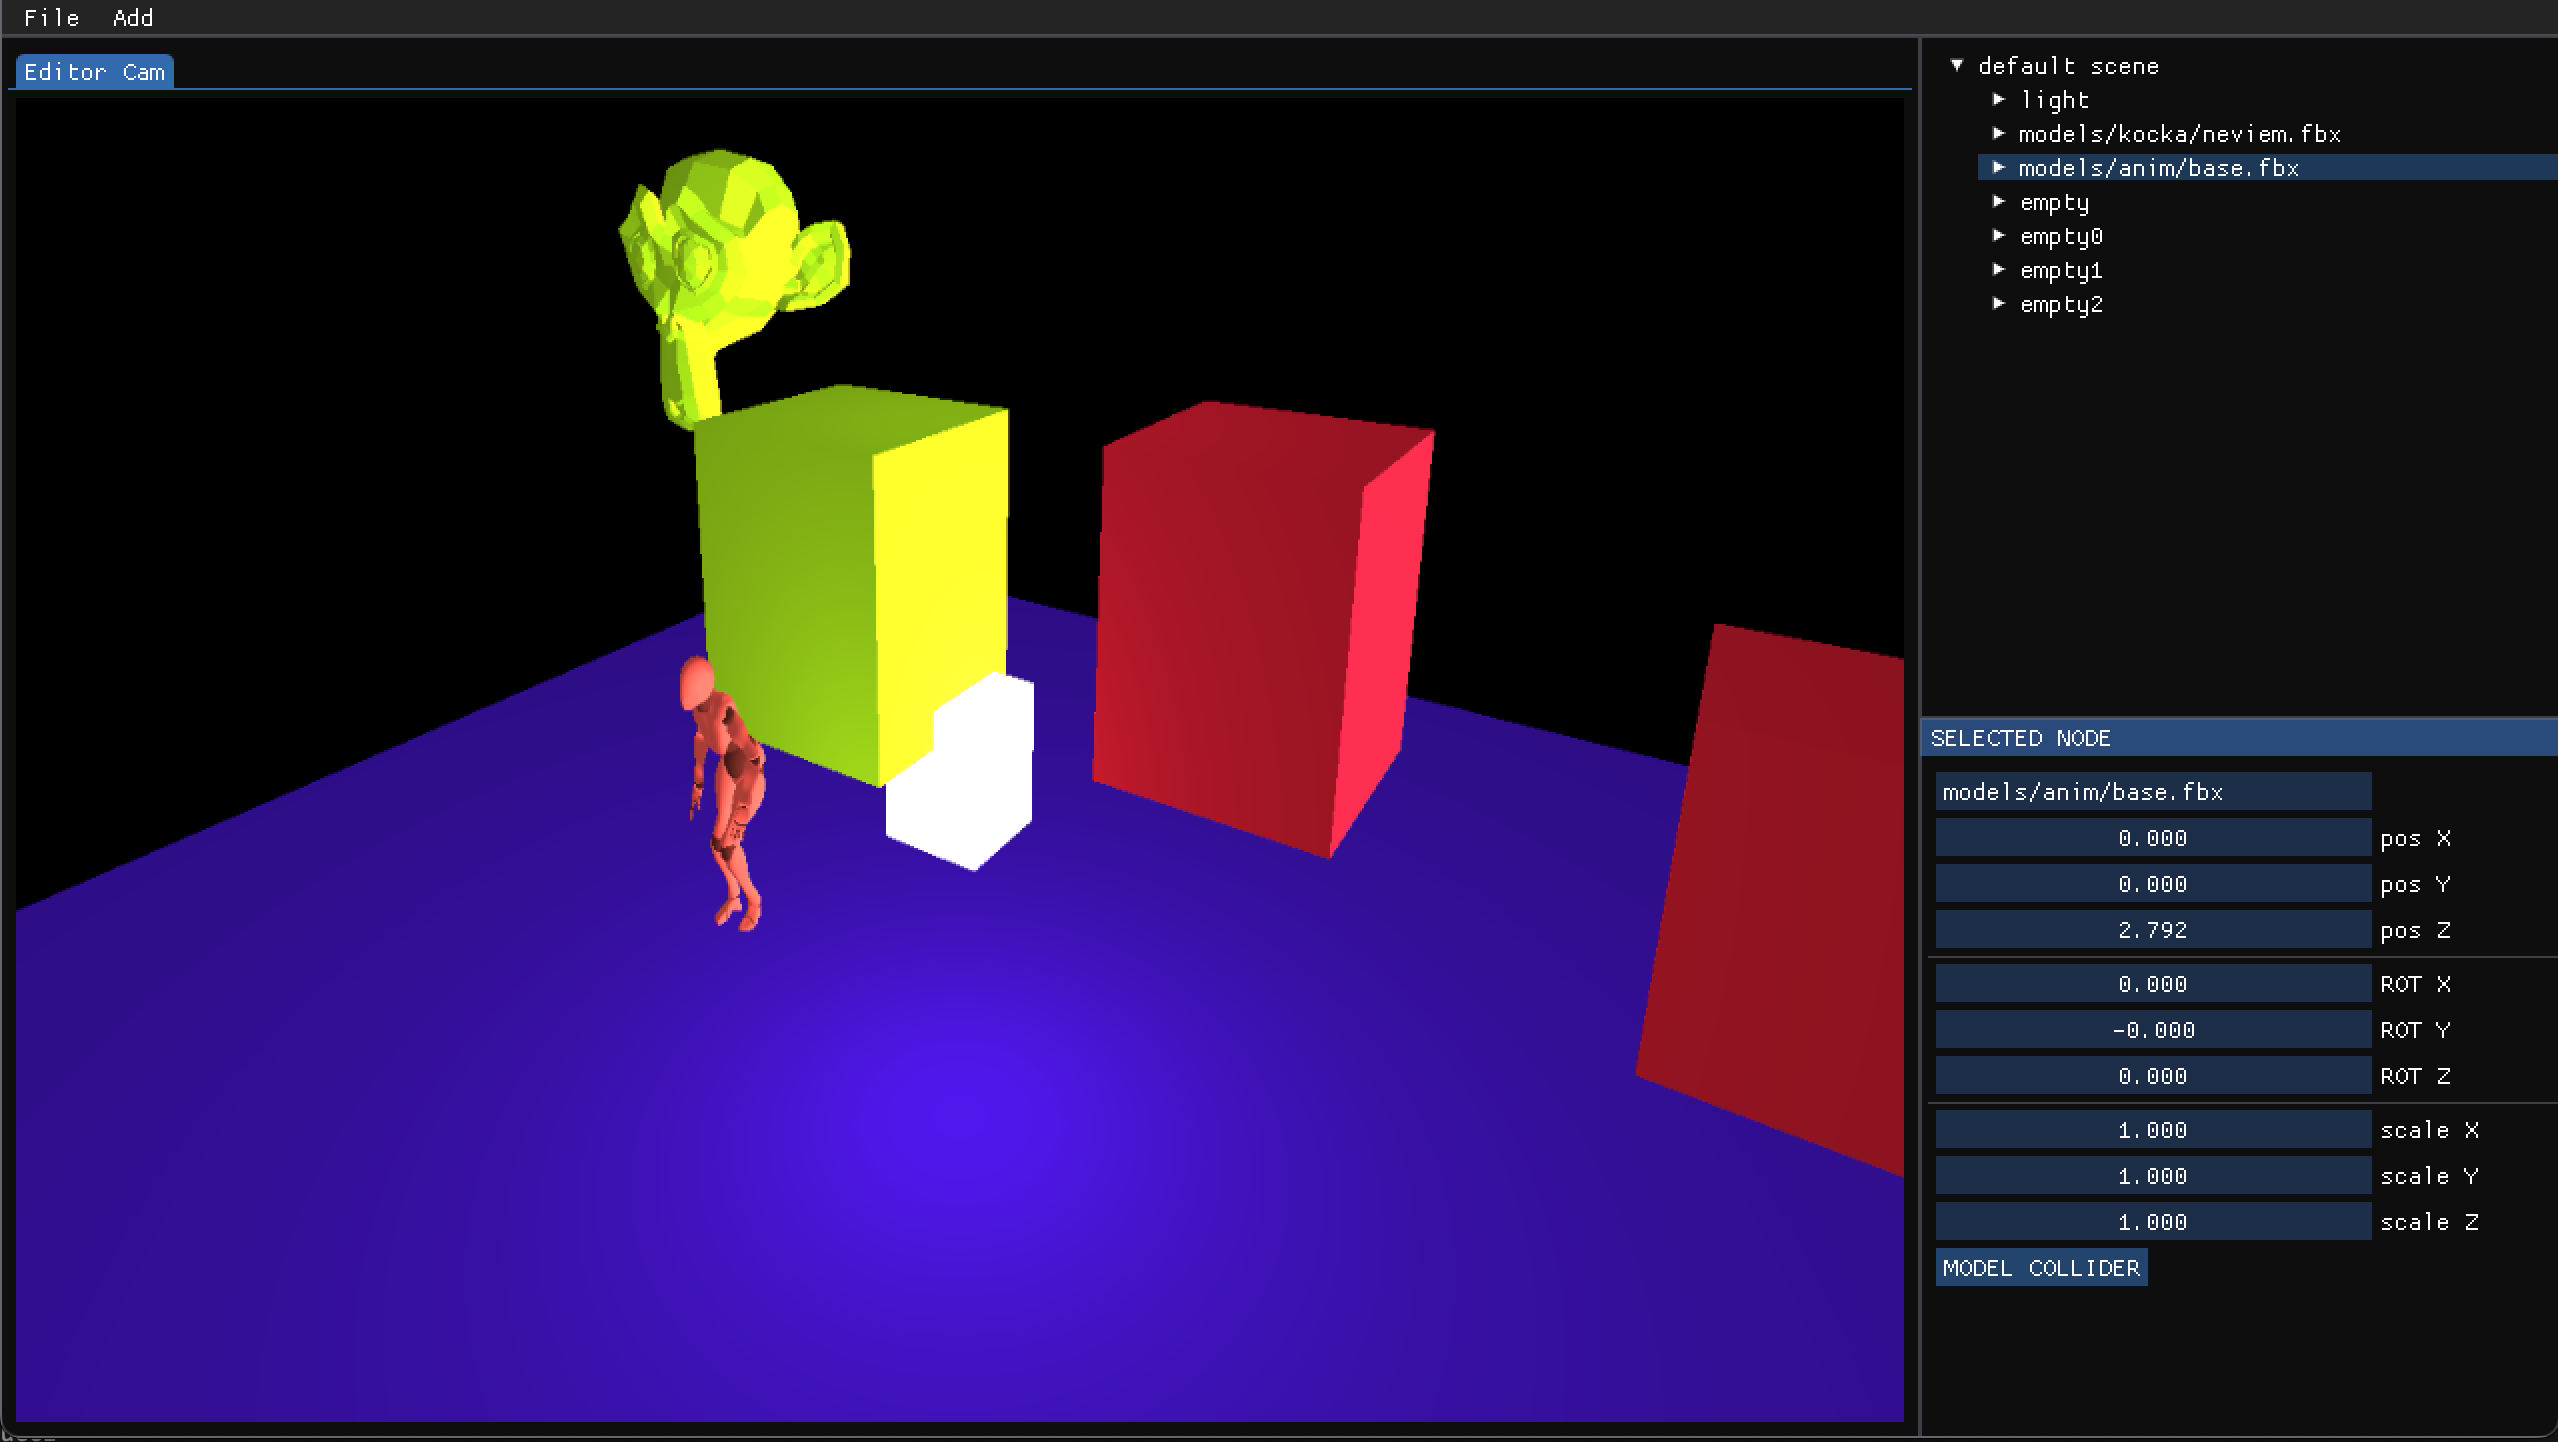 File Add
Editor Cam
default scene
light
models/kocka/neviem.fbx
models/anim/base.fbx
empty
empty0
empty1
empty2
SELECTED NODE
models/anim/base.fbx
0.000 pos X
0.000 pos Y
2.792 pos Z
0.000 ROT X
-0.000 ROT Y
0.000 ROT Z
1.000 scale X
1.000 scale Y
1.000 scale Z
MODEL COLLIDER